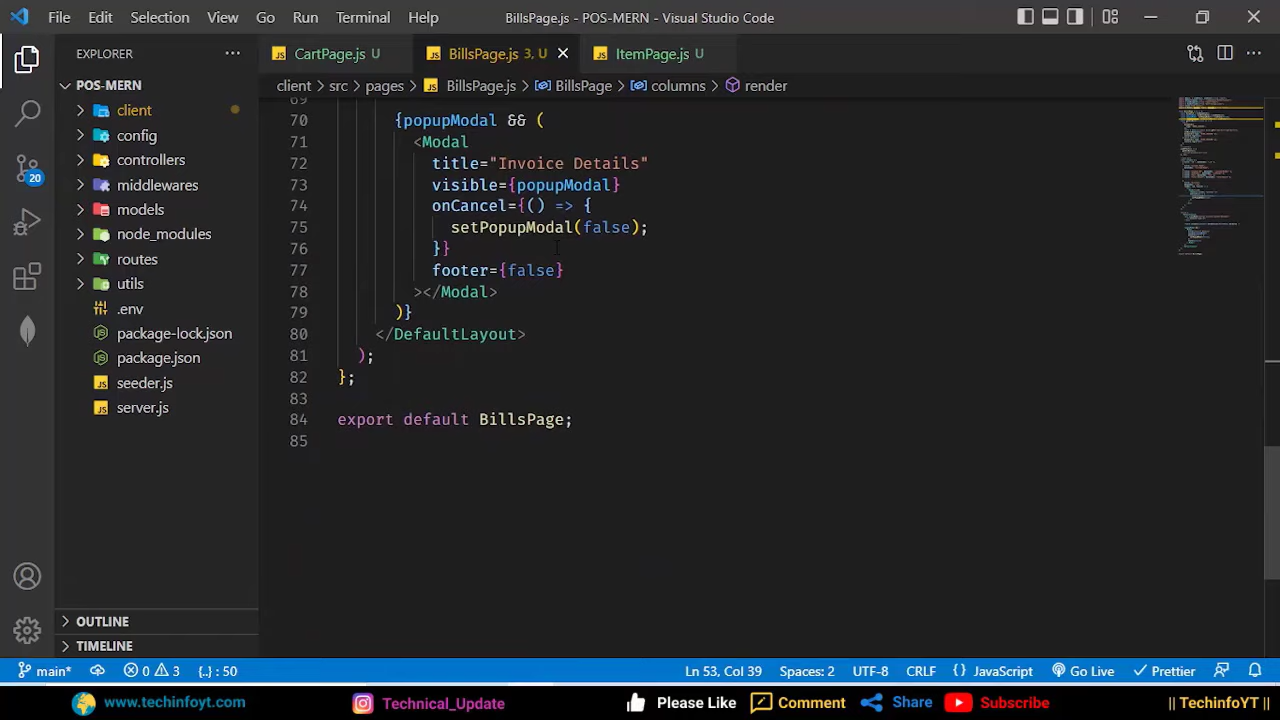 File Edit Selection View Go Run Terminal Help BillsPage.js - POS-MERN - Visual Studio Code
EXPLORER
CartPage.js U BillsPage.js 3, U ItemPage.js U
POS-MERN
client > src > pages > BillsPage.js > BillsPage > columns > render
client
config
controllers
middlewares
models
node_modules
routes
utils
.env
package-lock.json
package.json
seeder.js
server.js
OUTLINE
TIMELINE
20
69
70 {popupModal && (
71 <Modal
72 title="Invoice Details"
73 visible={popupModal}
74 onCancel={() => {
75 setPopupModal(false);
76 }}
77 footer={false}
78 ></Modal>
79 )}
80 </DefaultLayout>
81 );
82 };
83
84 export default BillsPage;
85
main* 0 3 {..} : 50 Ln 53, Col 39 Spaces: 2 UTF-8 CRLF {} JavaScript Go Live Prettier
www.techinfoyt.com Technical_Update Please Like Comment Share Subscribe || TechinfoYT ||